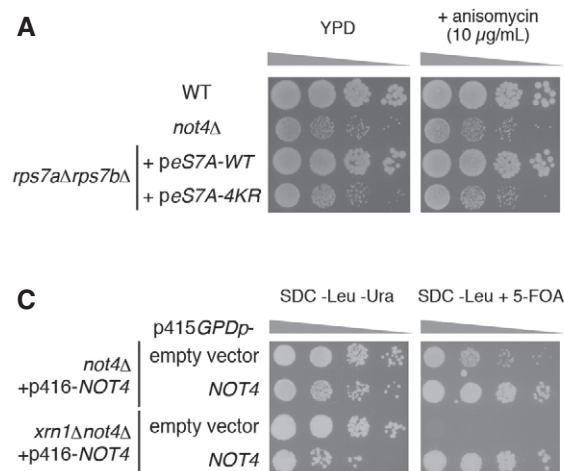 A
YPD
+ anisomycin
(10 µg/mL)
WT
not4Δ
rps7aΔrps7bΔ
+ peS7A-WT
+ peS7A-4KR
C
SDC -Leu -Ura
SDC -Leu + 5-FOA
p415GPDp-
not4Δ
+p416-NOT4
empty vector
NOT4
xrn1Δnot4Δ
+p416-NOT4
empty vector
NOT4